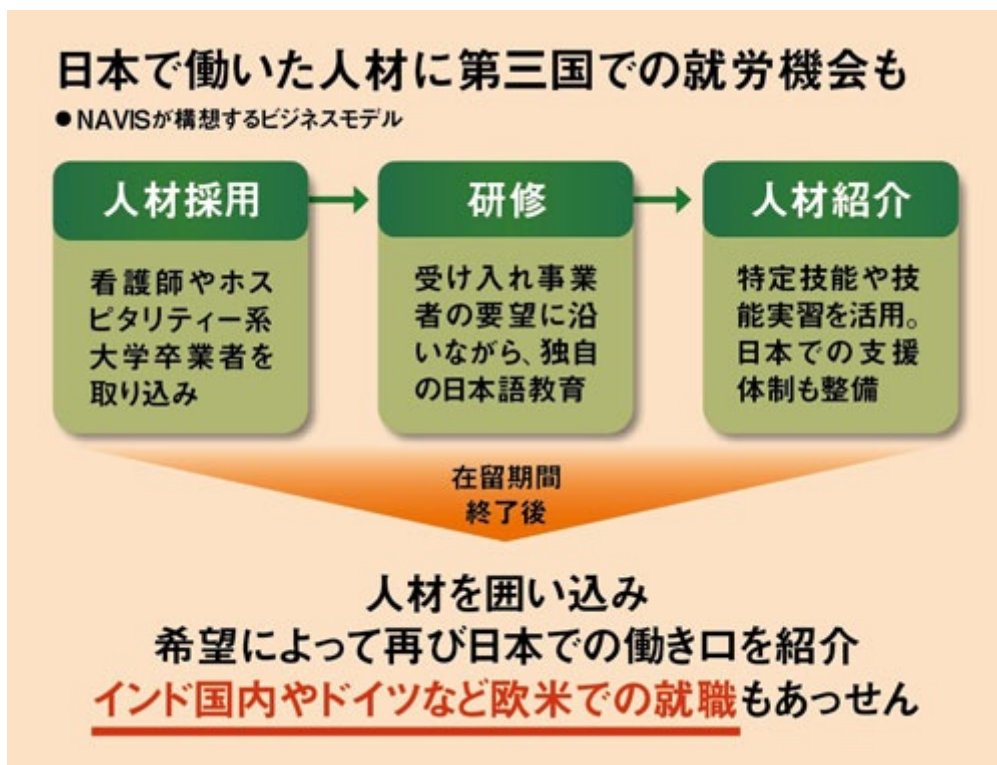 日本で働いた人材に第三国での就労機会も
●NAVISが構想するビジネスモデル
人材採用
看護師やホス
ピタリティー系
大学卒業者を
取り込み
研修
受け入れ事業
者の要望に沿
いながら、独自
の日本語教育
人材紹介
特定技能や技
能実習を活用。
日本での支援
体制も整備
在留期間
終了後
人材を囲い込み
希望によって再び日本での働き口を紹介
インド国内やドイツなど欧米での就職もあっせん